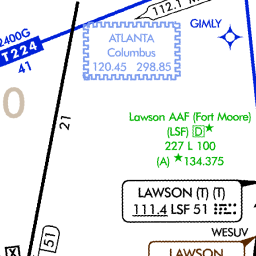 112.1 M
GIMLY
2400G
T224
41
ATLANTA
Columbus
120.45 298.85
0
21
Lawson AAF (Fort Moore)
(LSF) D★
227 L 100
(A) ★134.375
LAWSON (T) (T)
111.4 LSF 51
WESUV
51
X
LAWSON